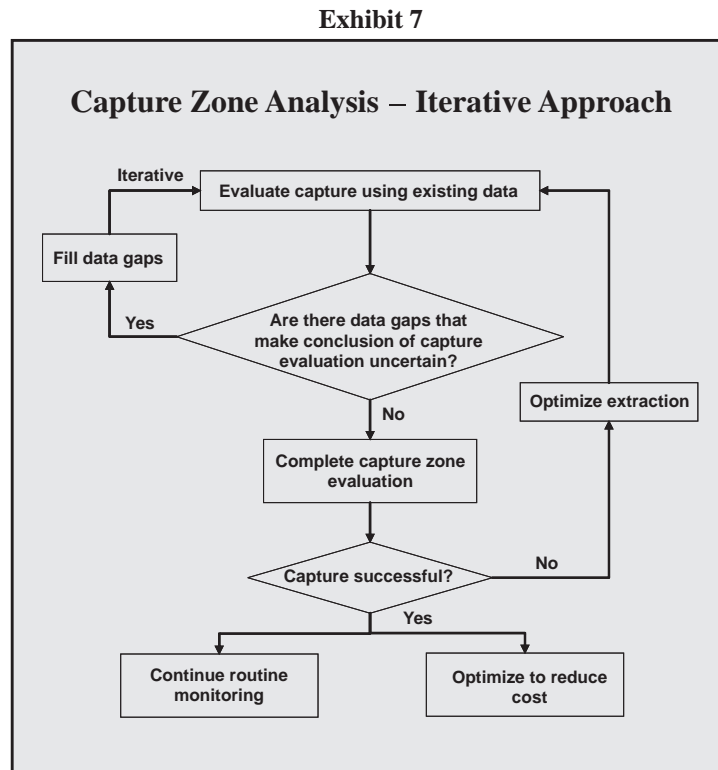 Exhibit 7
Capture Zone Analysis – Iterative Approach
Iterative
Evaluate capture using existing data
Fill data gaps
Yes
Are there data gaps that
make conclusion of capture
evaluation uncertain?
No
Optimize extraction
Complete capture zone
evaluation
Capture successful?
No
Yes
Continue routine
monitoring
Optimize to reduce
cost